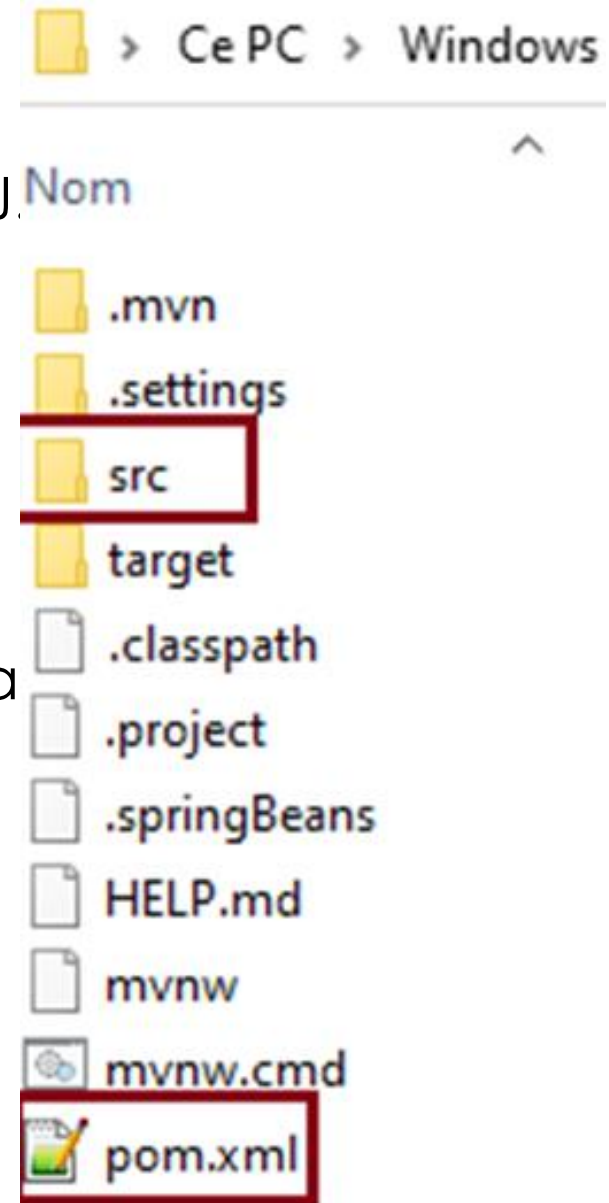 > Ce PC > Windows
Nom
.mvn
.settings
src
target
.classpath
a
.project
.springBeans
HELP.md
mvnw
mvnw.cmd
pom.xml